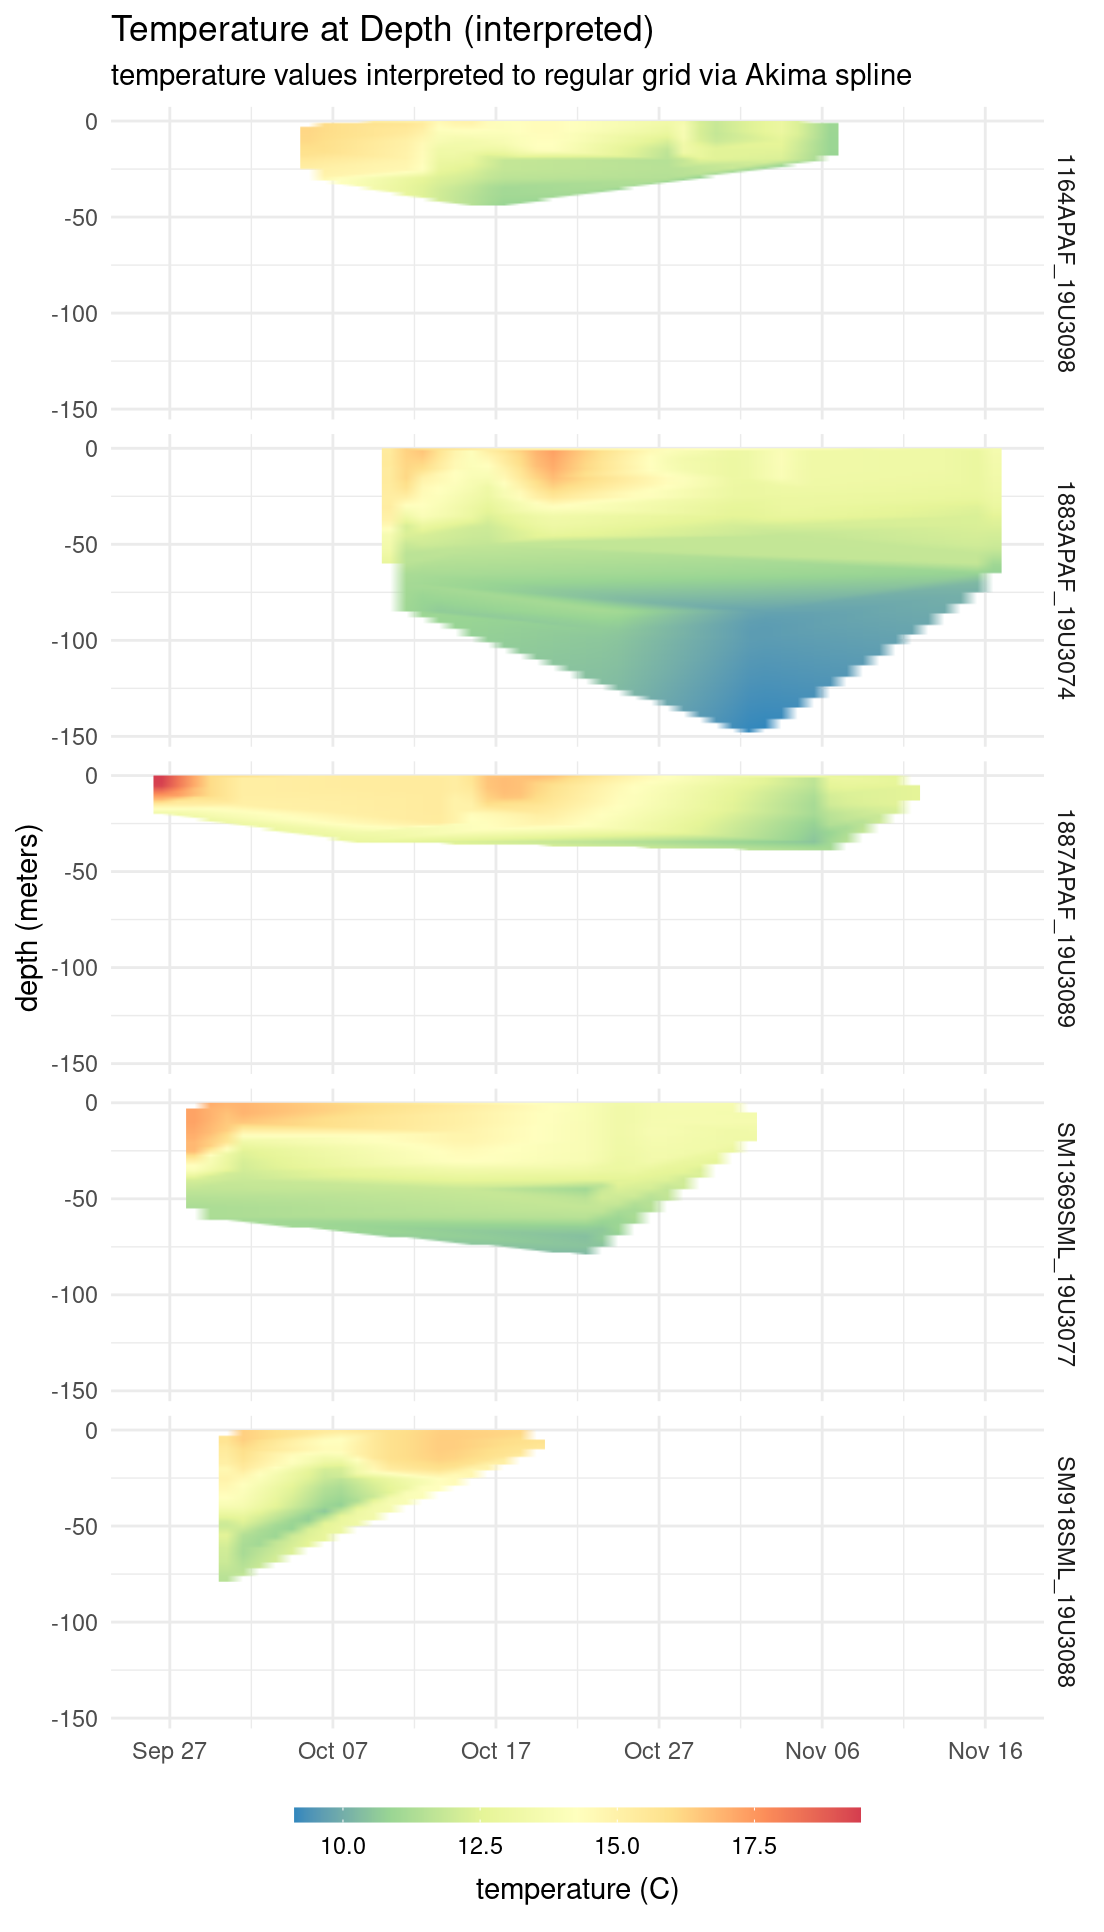 Temperature at Depth (interpreted)
temperature values interpreted to regular grid via Akima spline
depth (meters)
0
-50
-100
-150
1164APAF_19U3098
0
-50
-100
-150
1883APAF_19U3074
0
-50
-100
-150
1887APAF_19U3089
0
-50
-100
-150
SM1369SML_19U3077
0
-50
-100
-150
SM918SML_19U3088
Sep 27 Oct 07 Oct 17 Oct 27 Nov 06 Nov 16
10.0 12.5 15.0 17.5
temperature (C)